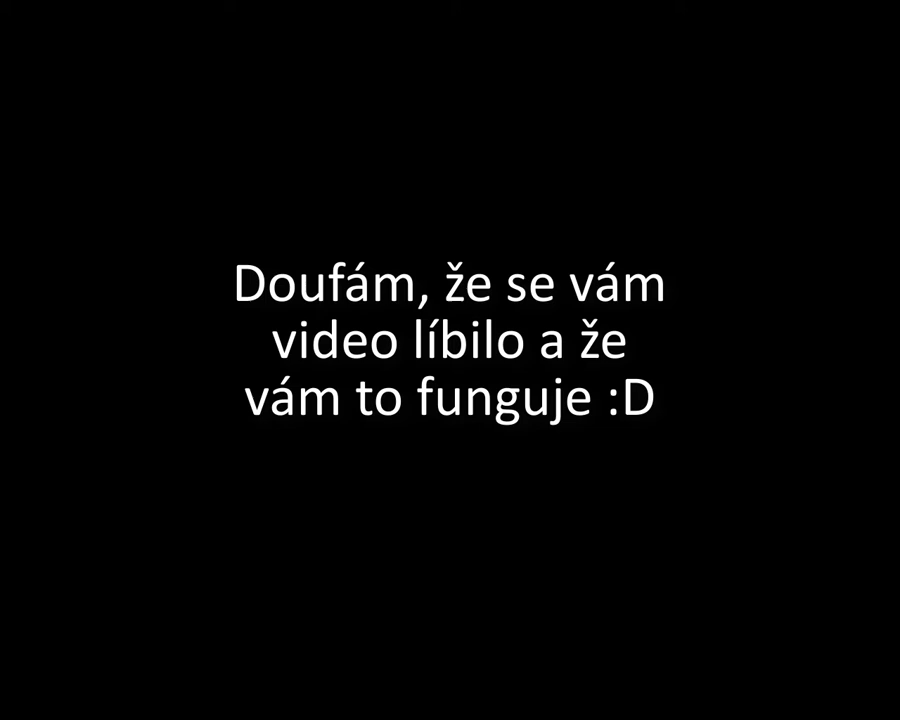 Doufám, že se vám
video líbilo a že
vám to funguje :D